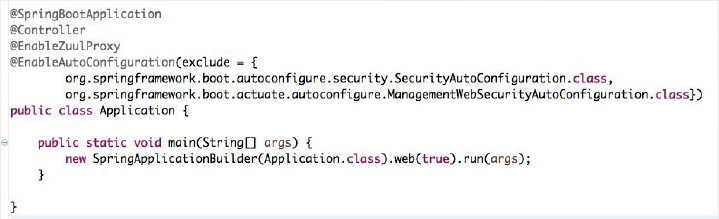 @SpringBootApplication
@Controller
@EnableZuulProxy
@EnableAutoConfiguration(exclude = {
        org.springframework.boot.autoconfigure.security.SecurityAutoConfiguration.class,
        org.springframework.boot.actuate.autoconfigure.ManagementWebSecurityAutoConfiguration.class})
public class Application {
    public static void main(String[] args) {
        new SpringApplicationBuilder(Application.class).web(true).run(args);
    }
}